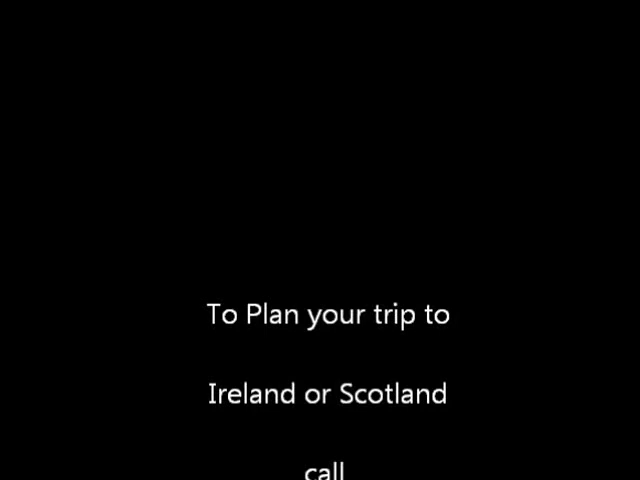 To Plan your trip to
Ireland or Scotland
call